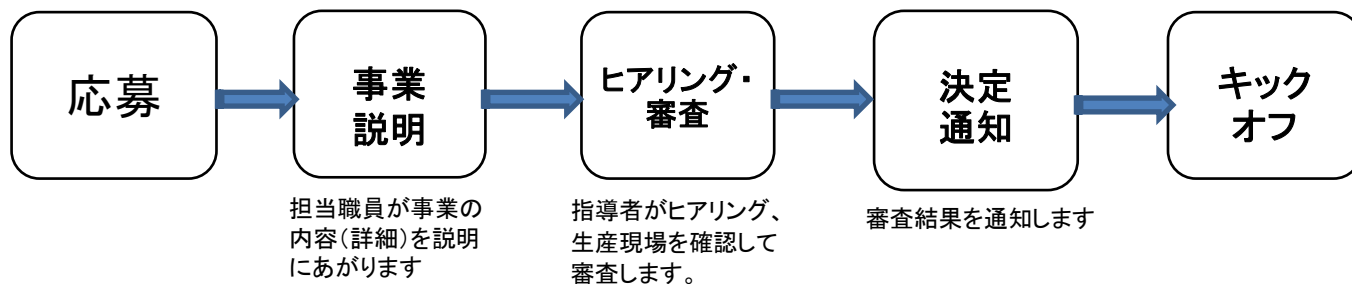 応募
事業
説明
ヒアリング・
審査
決定
通知
キック
オフ
担当職員が事業の
内容(詳細)を説明
にあがります
指導者がヒアリング、
生産現場を確認して
審査します。
審査結果を通知します